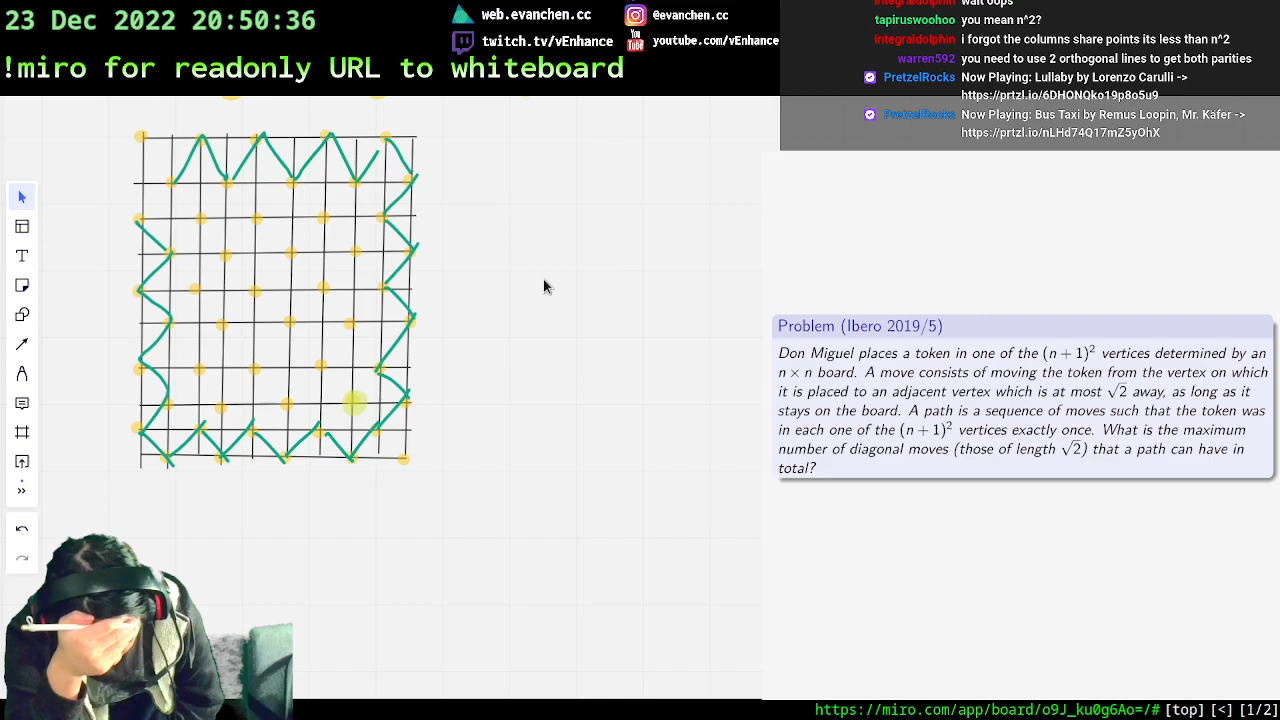 23 Dec 2022 20:50:36
web.evanchen.cc
@evanchen.cc
twitch.tv/vEnhance
You Tube
youtube.com/vEnhance
!miro for readonly URL to whiteboard
integraldolphin wait oops
tapiruswoohoo you mean n^2?
integraldolphin i forgot the columns share points its less than n^2
warren592 you need to use 2 orthogonal lines to get both parities
PretzelRocks Now Playing: Lullaby by Lorenzo Carulli ->
https://prtzl.io/6DHONQko19p8o5u9
PretzelRocks Now Playing: Bus Taxi by Remus Loopin, Mr. Käfer ->
https://prtzl.io/nLHd74Q17mZ5yOhX
Problem (Ibero 2019/5)
Don Miguel places a token in one of the (n + 1)² vertices determined by an
n × n board. A move consists of moving the token from the vertex on which
it is placed to an adjacent vertex which is at most √2 away, as long as it
stays on the board. A path is a sequence of moves such that the token was
in each one of the (n + 1)² vertices exactly once. What is the maximum
number of diagonal moves (those of length √2) that a path can have in
total?
https://miro.com/app/board/o9J_ku0g6Ao=/# [top] [<] [1/2]